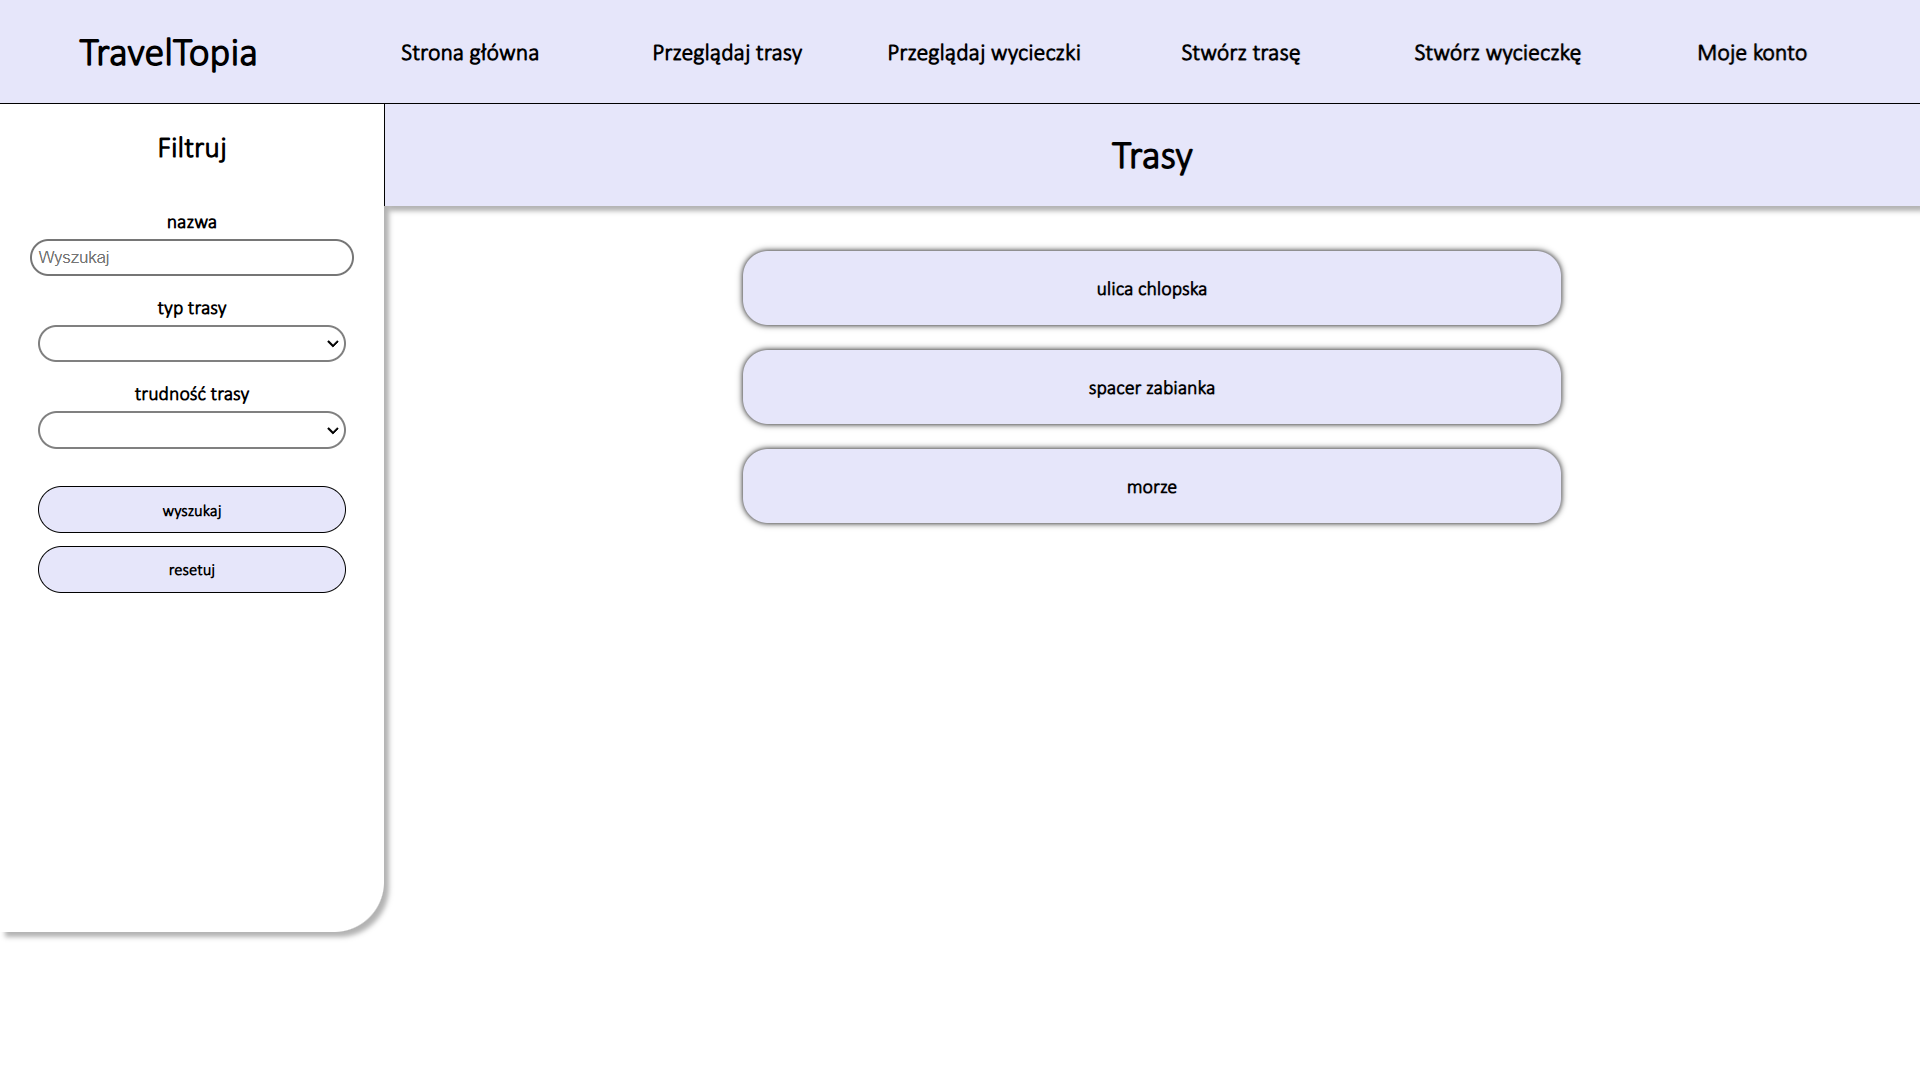 TravelTopia
Strona główna
Przeglądaj trasy
Przeglądaj wycieczki
Stwórz trasę
Stwórz wycieczkę
Moje konto
Filtruj
nazwa
Wyszukaj
typ trasy
trudność trasy
wyszukaj
resetuj
Trasy
ulica chlopska
spacer zabianka
morze